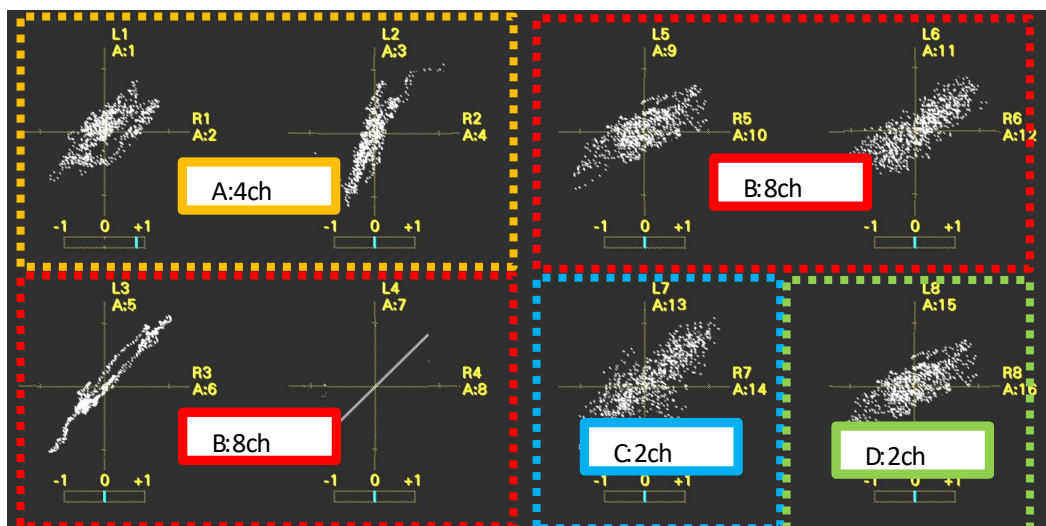 L1
A:1
R1
A:2
-1 0 +1
L2
A:3
R2
A:4
-1 0 +1
A:4ch
L5
A:9
R5
A:10
-1 0 +1
L6
A:11
R6
A:12
-1 0 +1
B:8ch
L3
A:5
R3
A:6
-1 0 +1
L4
A:7
R4
A:8
-1 0 +1
B:8ch
L7
A:13
R7
A:14
-1 0 +1
C:2ch
L8
A:15
R8
A:16
-1 0 +1
D:2ch